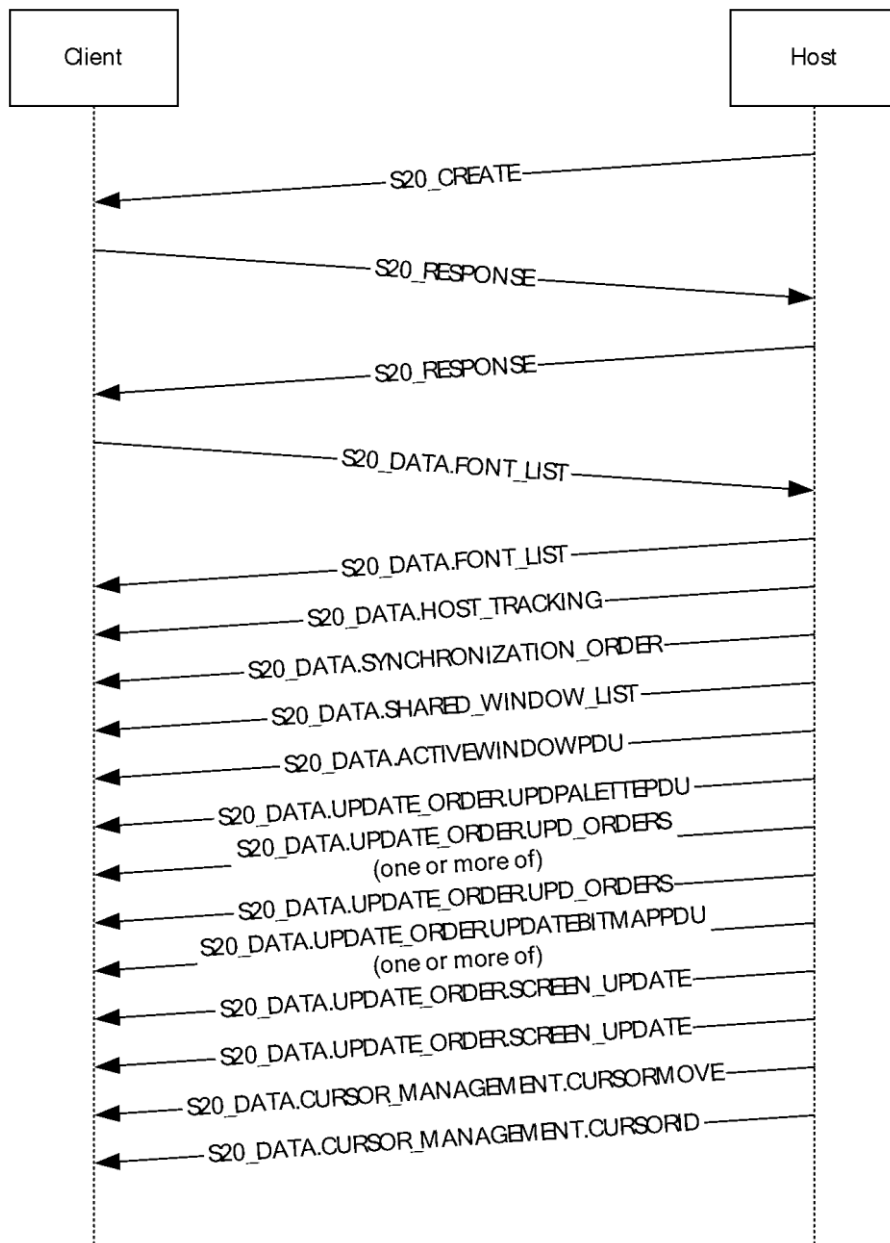 Client
Host
S20_CREATE
S20_RESPONSE
S20_RESPONSE
S20_DATA.FONT_LIST
S20_DATA.FONT_LIST
S20_DATA.HOST_TRACKING
S20_DATA.SYNCHRONIZATION_ORDER
S20_DATA.SHARED_WINDOW_LIST
S20_DATA.ACTIVEWINDOWPDU
S20_DATA.UPDATE_ORDER.UPDPALETTEPDU
S20_DATA.UPDATE_ORDER.UPD_ORDERS
(one or more of)
S20_DATA.UPDATE_ORDER.UPD_ORDERS
S20_DATA.UPDATE_ORDER.UPDATEBITMAPPDU
(one or more of)
S20_DATA.UPDATE_ORDER.SCREEN_UPDATE
S20_DATA.UPDATE_ORDER.SCREEN_UPDATE
S20_DATA.CURSOR_MANAGEMENT.CURSORMOVE
S20_DATA.CURSOR_MANAGEMENT.CURSORID